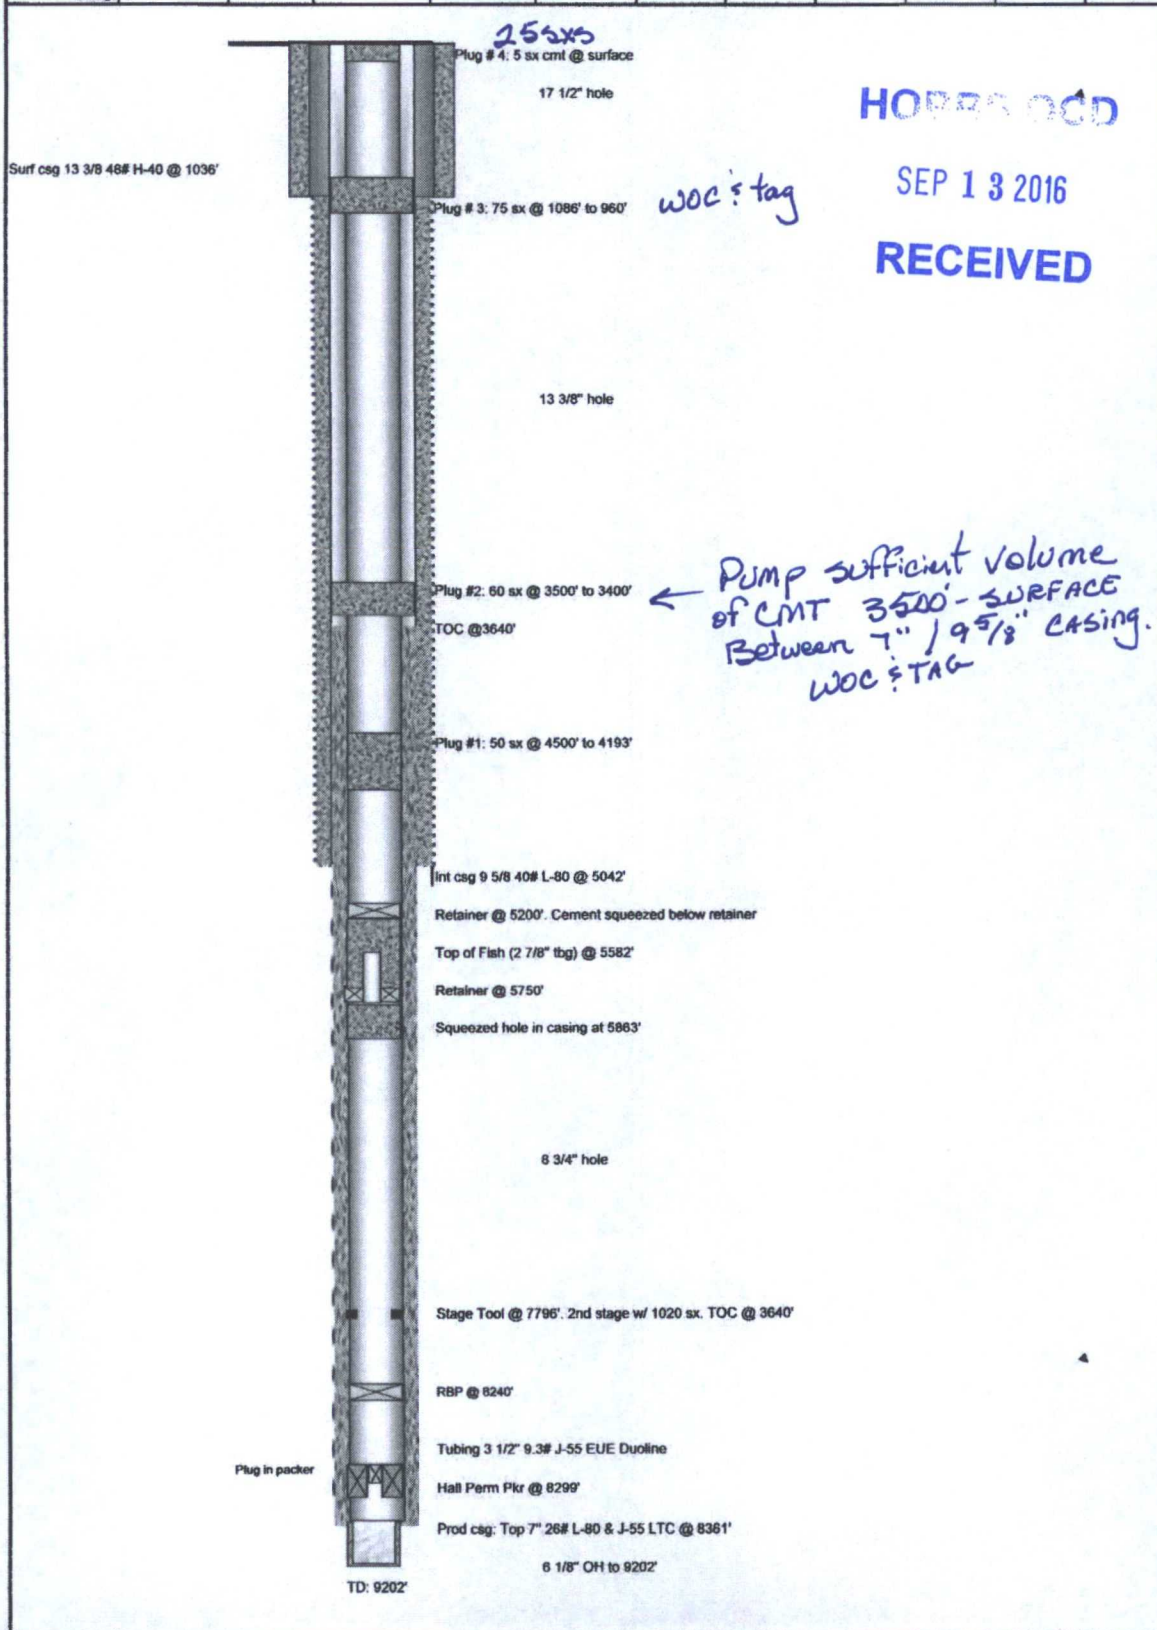 25sxs
Plug # 4: 5 sx cmt @ surface
17 1/2" hole
HOBBS OCD
SEP 13 2016
RECEIVED
Surf csg 13 3/8 48# H-40 @ 1036'
Plug # 3: 75 sx @ 1086' to 960'
WOC & tag
13 3/8" hole
Plug #2: 60 sx @ 3500' to 3400'
TOC @3640'
← Pump sufficient volume
of CMT 3500' - SURFACE
Between 7" / 9 5/8" CASing.
WOC & TAG
Plug #1: 50 sx @ 4500' to 4193'
Int csg 9 5/8 40# L-80 @ 5042'
Retainer @ 5200'. Cement squeezed below retainer
Top of Fish (2 7/8" tbg) @ 5582'
Retainer @ 5750'
Squeezed hole in casing at 5863'
8 3/4" hole
Stage Tool @ 7796'. 2nd stage w/ 1020 sx. TOC @ 3640'
RBP @ 8240'
Tubing 3 1/2" 9.3# J-55 EUE Duoline
Plug in packer
Hall Perm Pkr @ 8299'
Prod csg: Top 7" 26# L-80 & J-55 LTC @ 8361'
6 1/8" OH to 9202'
TD: 9202'